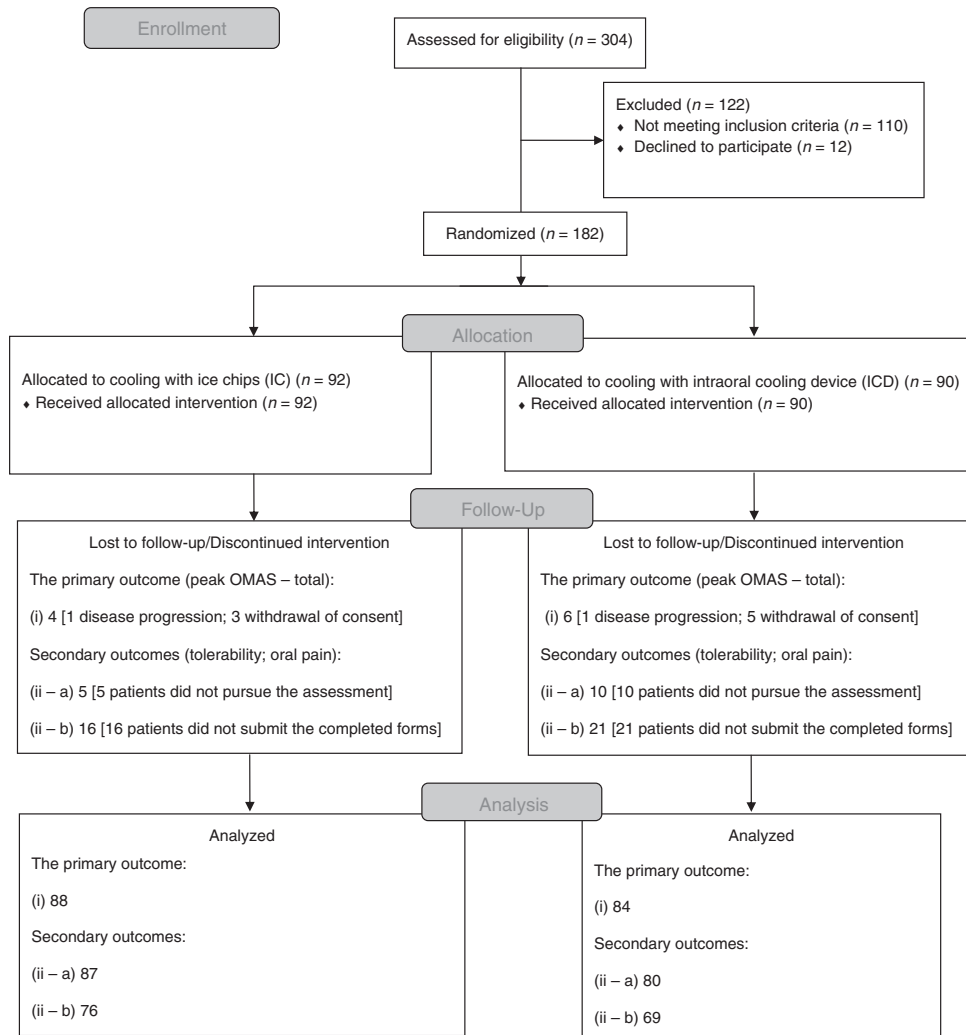 Enrollment
Assessed for eligibility (n = 304)
Excluded (n = 122)
♦ Not meeting inclusion criteria (n = 110)
♦ Declined to participate (n = 12)
Randomized (n = 182)
Allocation
Allocated to cooling with ice chips (IC) (n = 92)
♦ Received allocated intervention (n = 92)
Allocated to cooling with intraoral cooling device (ICD) (n = 90)
♦ Received allocated intervention (n = 90)
Follow-Up
Lost to follow-up/Discontinued intervention
The primary outcome (peak OMAS – total):
(i) 4 [1 disease progression; 3 withdrawal of consent]
Secondary outcomes (tolerability; oral pain):
(ii – a) 5 [5 patients did not pursue the assessment]
(ii – b) 16 [16 patients did not submit the completed forms]
Lost to follow-up/Discontinued intervention
The primary outcome (peak OMAS – total):
(i) 6 [1 disease progression; 5 withdrawal of consent]
Secondary outcomes (tolerability; oral pain):
(ii – a) 10 [10 patients did not pursue the assessment]
(ii – b) 21 [21 patients did not submit the completed forms]
Analysis
Analyzed
The primary outcome:
(i) 88
Secondary outcomes:
(ii – a) 87
(ii – b) 76
Analyzed
The primary outcome:
(i) 84
Secondary outcomes:
(ii – a) 80
(ii – b) 69